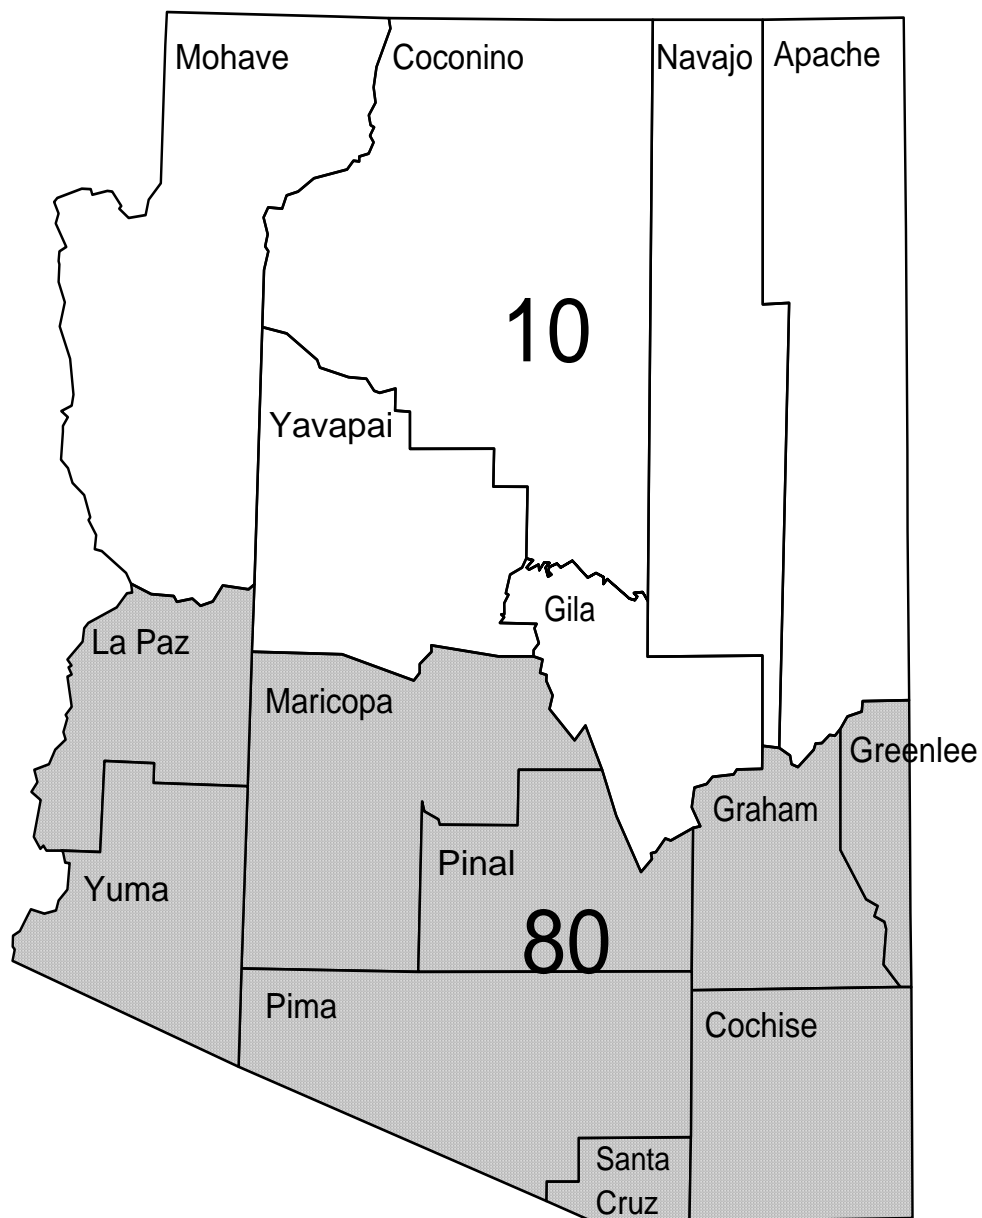 Mohave
Coconino
Navajo
Apache
10
Yavapai
Gila
La Paz
Maricopa
Greenlee
Graham
Pinal
Yuma
80
Pima
Cochise
Santa
Cruz